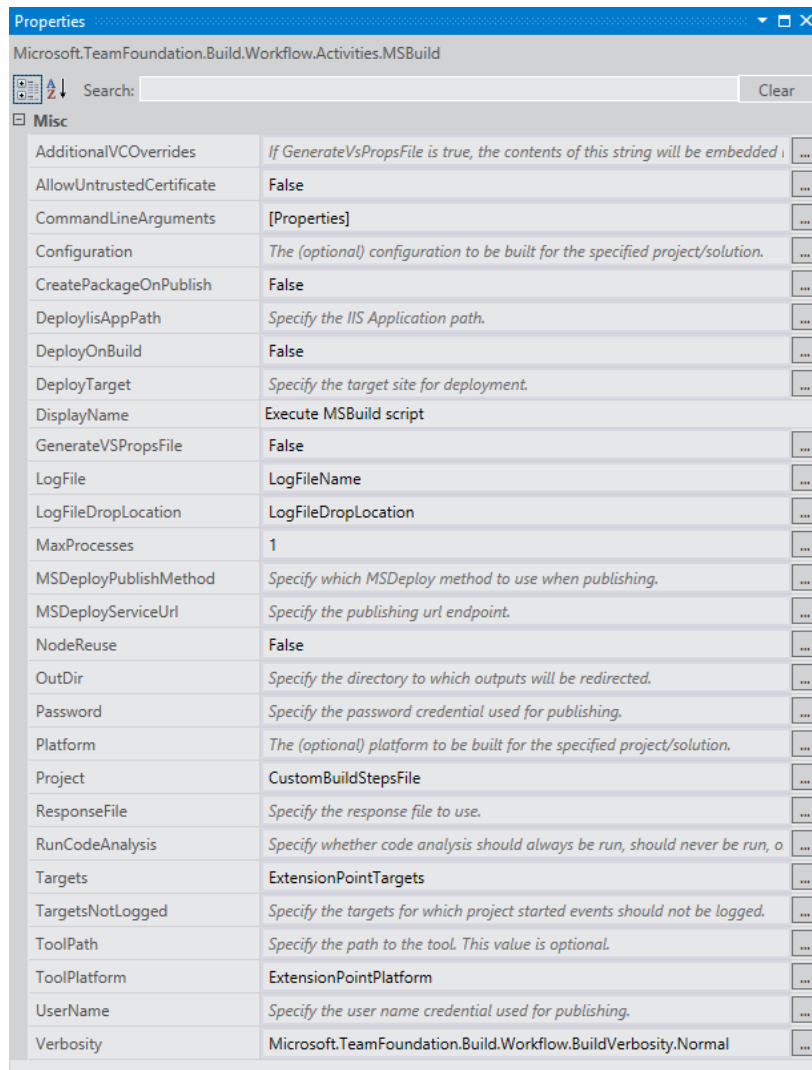 Properties
Microsoft.TeamFoundation.Build.Workflow.Activities.MSBuild
Search: Clear
Misc
AdditionalVCOverrides If GenerateVsPropsFile is true, the contents of this string will be embedded ...
AllowUntrustedCertificate False ...
CommandLineArguments [Properties] ...
Configuration The (optional) configuration to be built for the specified project/solution. ...
CreatePackageOnPublish False ...
DeployIisAppPath Specify the IIS Application path. ...
DeployOnBuild False ...
DeployTarget Specify the target site for deployment. ...
DisplayName Execute MSBuild script
GenerateVSPropsFile False ...
LogFile LogFileName ...
LogFileDropLocation LogFileDropLocation ...
MaxProcesses 1 ...
MSDeployPublishMethod Specify which MSDeploy method to use when publishing. ...
MSDeployServiceUrl Specify the publishing url endpoint. ...
NodeReuse False ...
OutDir Specify the directory to which outputs will be redirected. ...
Password Specify the password credential used for publishing. ...
Platform The (optional) platform to be built for the specified project/solution. ...
Project CustomBuildStepsFile ...
ResponseFile Specify the response file to use. ...
RunCodeAnalysis Specify whether code analysis should always be run, should never be run, o ...
Targets ExtensionPointTargets ...
TargetsNotLogged Specify the targets for which project started events should not be logged. ...
ToolPath Specify the path to the tool. This value is optional. ...
ToolPlatform ExtensionPointPlatform ...
UserName Specify the user name credential used for publishing. ...
Verbosity Microsoft.TeamFoundation.Build.Workflow.BuildVerbosity.Normal ...